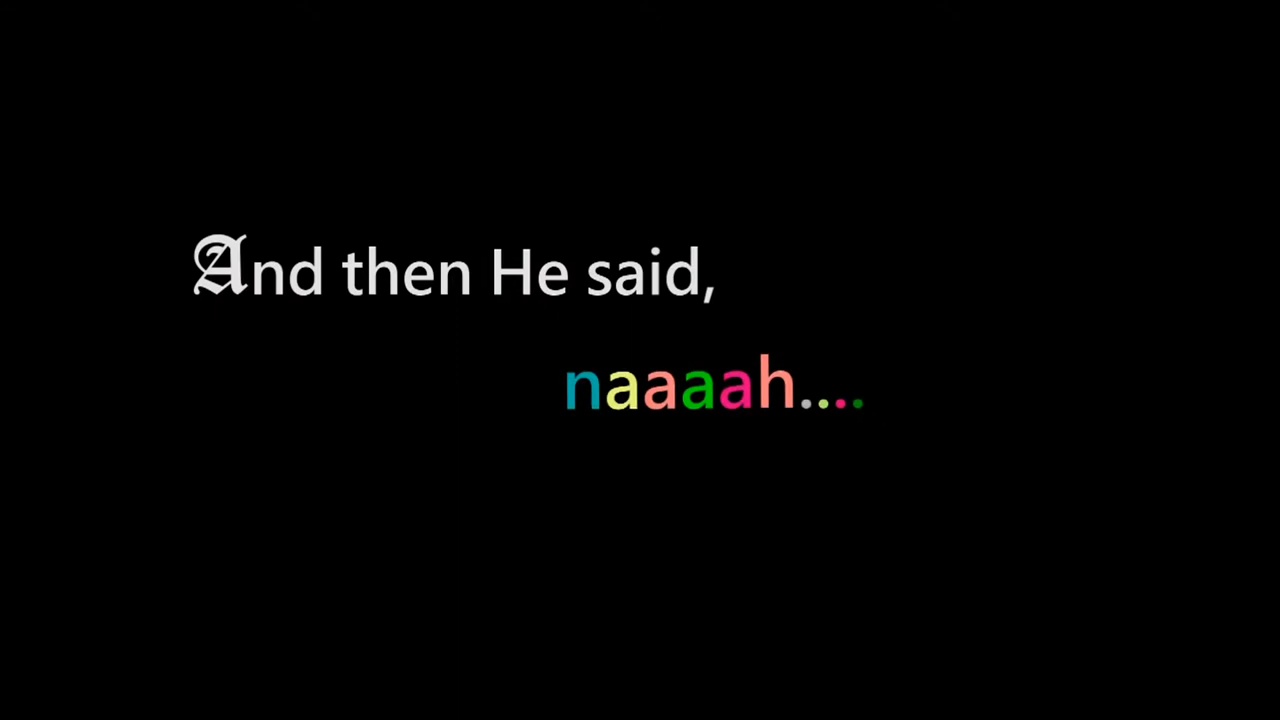 And then He said,
naaaah....